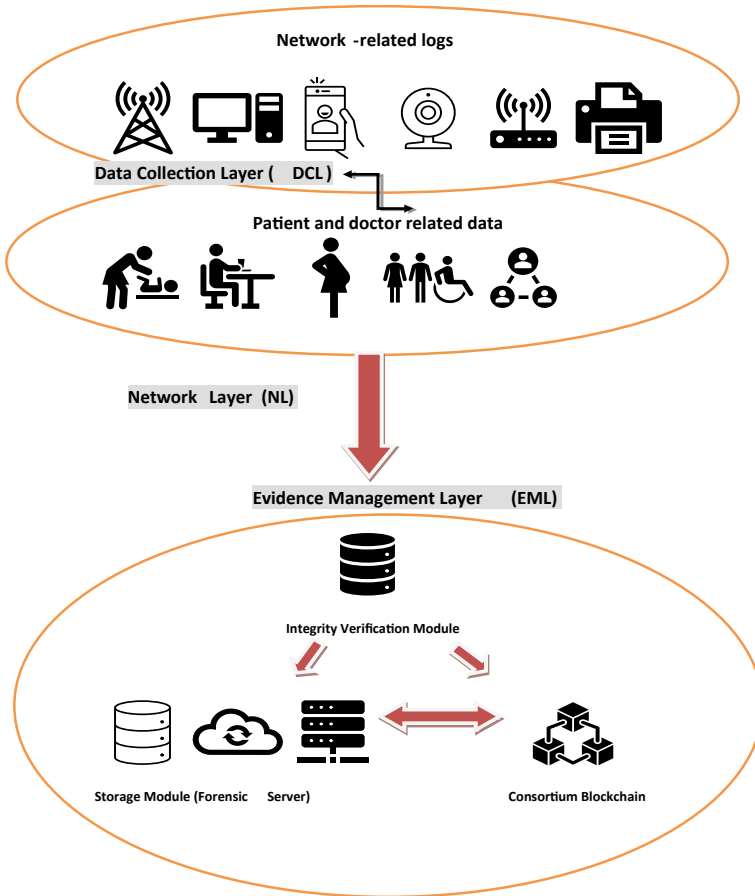 Network -related logs
Data Collection Layer ( DCL)
Patient and doctor related data
Network Layer (NL)
Evidence Management Layer (EML)
Integrity Verification Module
Storage Module (Forensic Server)
Consortium Blockchain